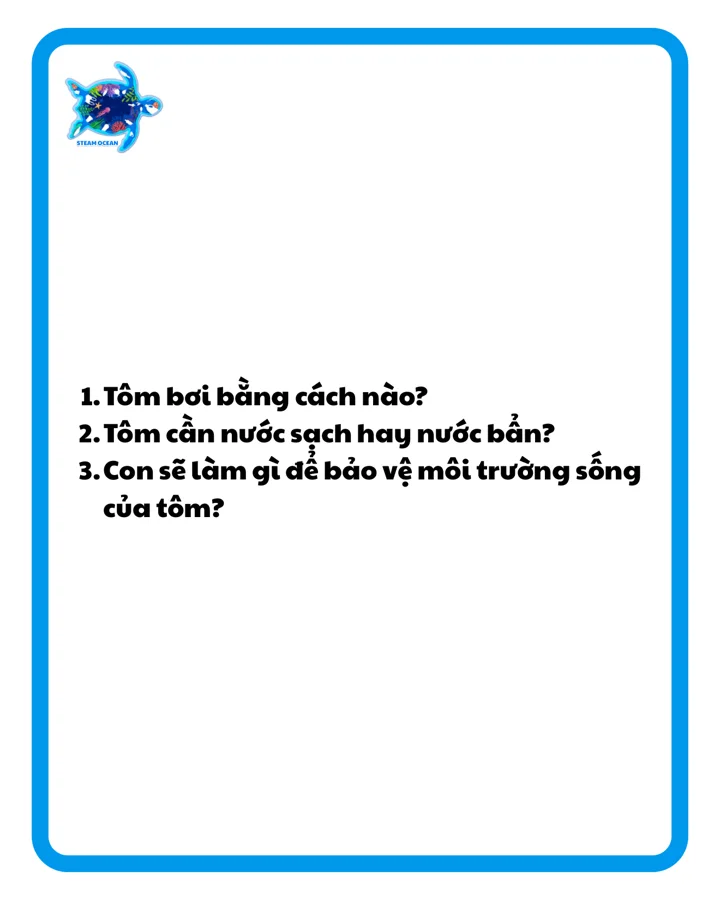 STEAM OCEAN
1. Tôm bơi bằng cách nào?
2. Tôm cần nước sạch hay nước bẩn?
3. Con sẽ làm gì để bảo vệ môi trường sống
của tôm?